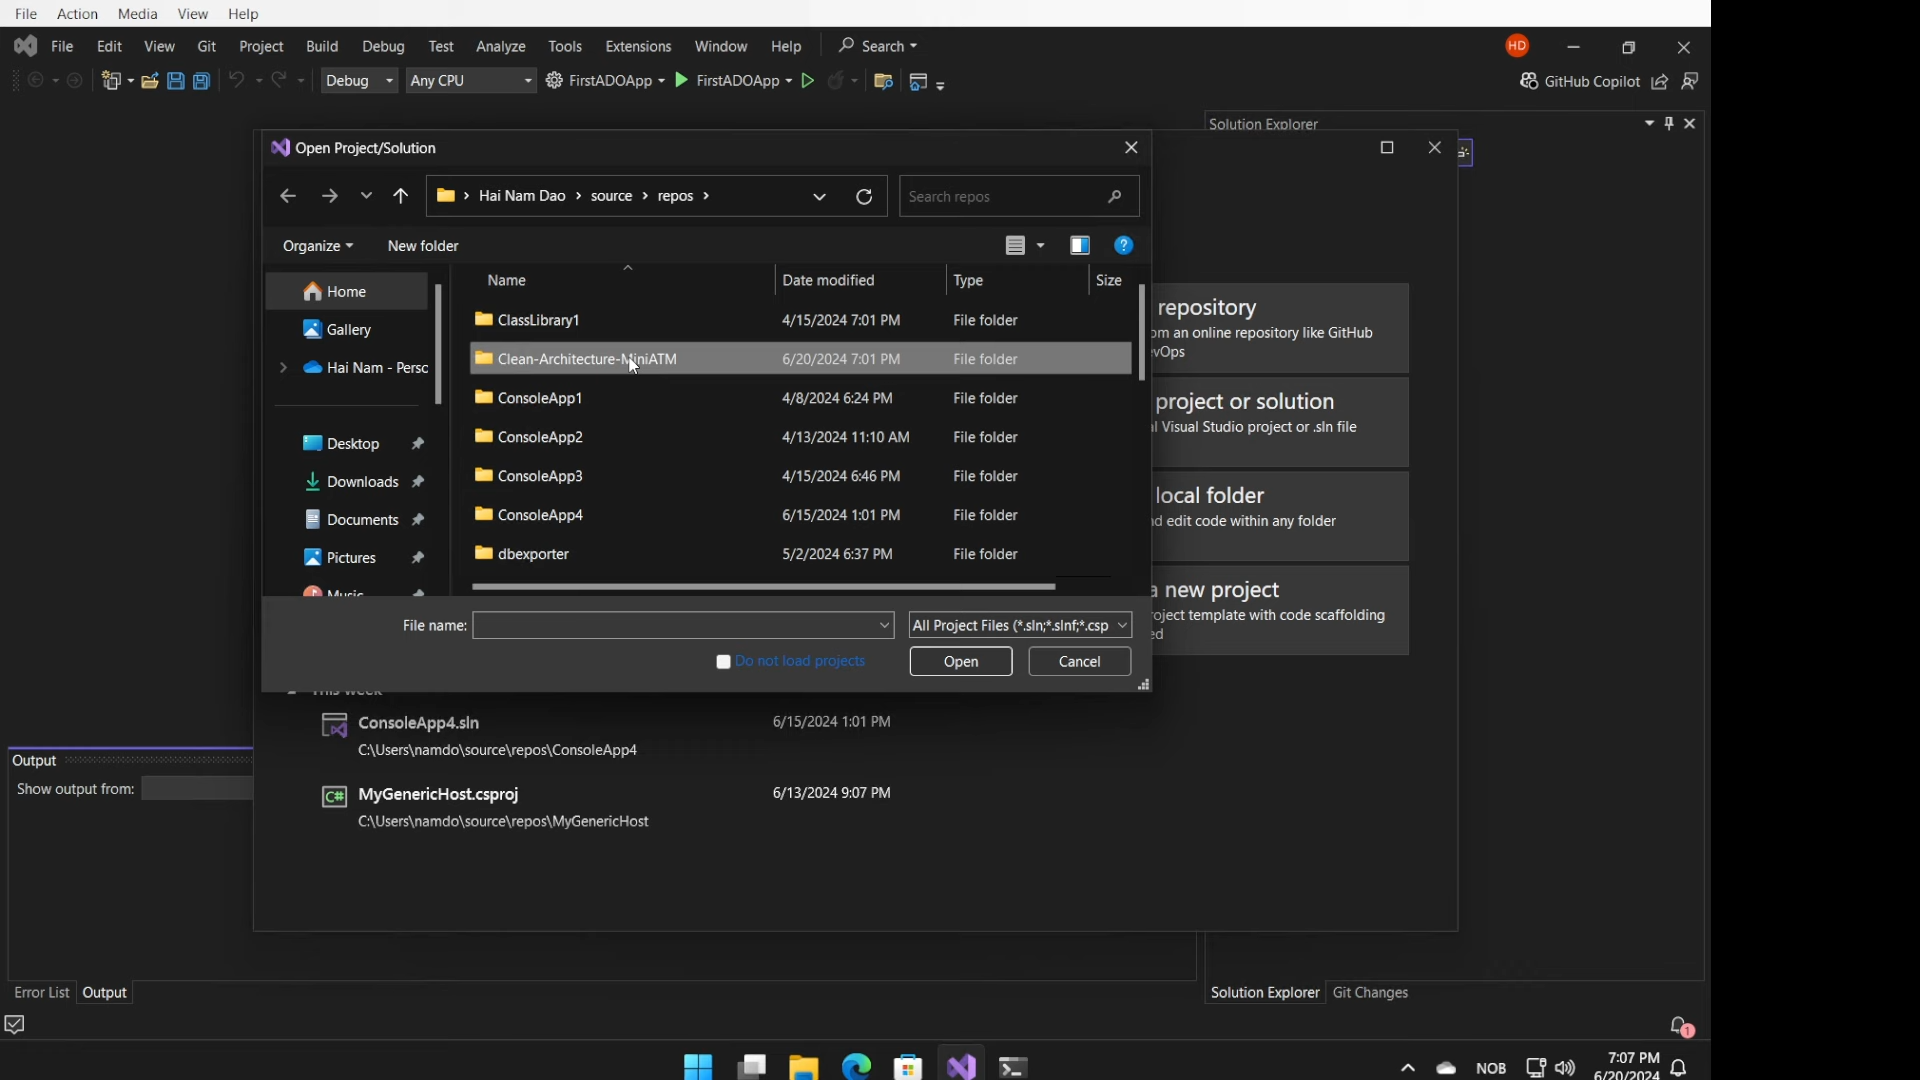 File Action Media View Help
File Edit View Git Project Build Debug Test Analyze Tools Extensions Window Help Search HD
Debug Any CPU FirstADOApp FirstADOApp GitHub Copilot
Solution Explorer
Open Project/Solution
Hai Nam Dao source repos
Search repos
Organize New folder
Name Date modified Type Size
Home
Gallery
Hai Nam - Persc
Desktop
Downloads
Documents
Pictures
Music
ClassLibrary1 4/15/2024 7:01 PM File folder
Clean-Architecture-MiniATM 6/20/2024 7:01 PM File folder
ConsoleApp1 4/8/2024 6:24 PM File folder
ConsoleApp2 4/13/2024 11:10 AM File folder
ConsoleApp3 4/15/2024 6:46 PM File folder
ConsoleApp4 6/15/2024 1:01 PM File folder
dbexporter 5/2/2024 6:37 PM File folder
File name: All Project Files (*.sln;*.slnf;*.csp
Do not load projects Open Cancel
repository
om an online repository like GitHub
evOps
project or solution
al Visual Studio project or .sln file
local folder
nd edit code within any folder
a new project
oject template with code scaffolding
ed
This week
ConsoleApp4.sln 6/15/2024 1:01 PM
C:\Users\namdo\source\repos\ConsoleApp4
C# MyGenericHost.csproj 6/13/2024 9:07 PM
C:\Users\namdo\source\repos\MyGenericHost
Output
Show output from:
Error List Output
Solution Explorer Git Changes
1
NOB
7:07 PM
6/20/2024